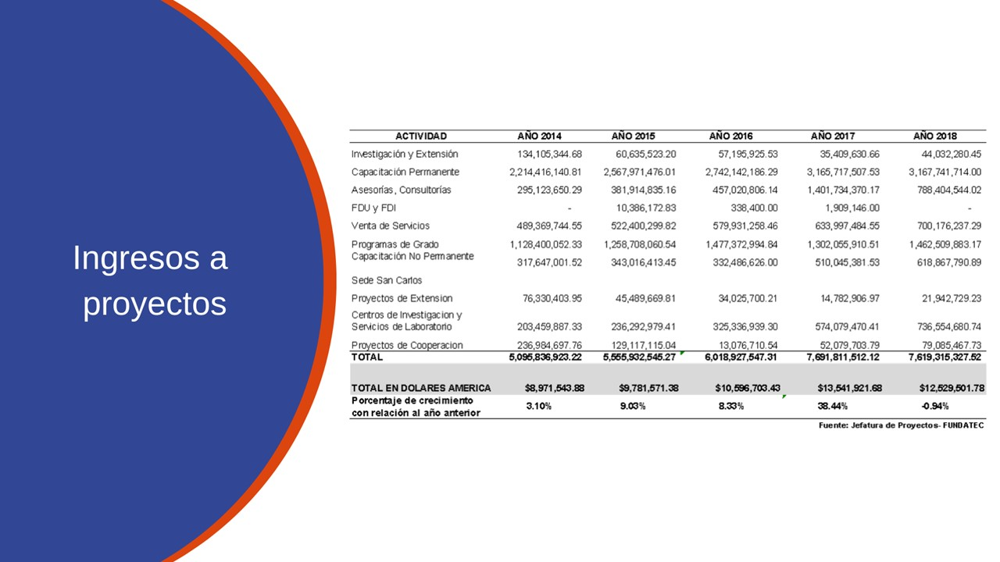 Ingresos a
proyectos
ACTIVIDAD AÑO 2014 AÑO 2015 AÑO 2016 AÑO 2017 AÑO 2018
Investigación y Extensión 134,105,344.68 60,635,523.20 57,195,925.53 35,409,630.66 44,032,280.45
Capacitación Permanente 2,214,416,140.81 2,567,971,476.01 2,742,142,186.29 3,165,717,507.53 3,167,741,714.00
Asesorías, Consultorías 295,123,650.29 381,914,835.16 457,020,806.14 1,401,734,370.17 788,404,544.02
FDU y FDI - 10,386,172.83 338,400.00 1,909,146.00 -
Venta de Servicios 489,369,744.55 522,400,299.82 579,931,258.46 633,997,484.55 700,176,237.29
Programas de Grado 1,128,400,052.33 1,258,708,060.54 1,477,372,994.84 1,302,055,910.51 1,462,509,883.17
Capacitación No Permanente
317,647,001.52 343,016,413.45 332,486,626.00 510,045,381.53 618,867,790.89
Sede San Carlos
Proyectos de Extension 76,330,403.95 45,489,669.81 34,025,700.21 14,782,906.97 21,942,729.23
Centros de Investigacion y
Servicios de Laboratorio 203,459,887.33 236,292,979.41 325,336,939.30 574,079,470.41 736,554,680.74
Proyectos de Cooperacion 236,984,697.76 129,117,115.04 13,076,710.54 52,079,703.79 79,085,467.73
TOTAL 5,095,836,923.22 5,555,932,545.27 6,018,927,547.31 7,691,811,512.12 7,619,315,327.52
TOTAL EN DOLARES AMERICA $8,971,543.88 $9,781,571.38 $10,596,703.43 $13,541,921.68 $12,529,501.78
Porcentaje de crecimiento
con relación al año anterior 3.10% 9.03% 8.33% 38.44% -0.94%
Fuente: Jefatura de Proyectos- FUNDATEC